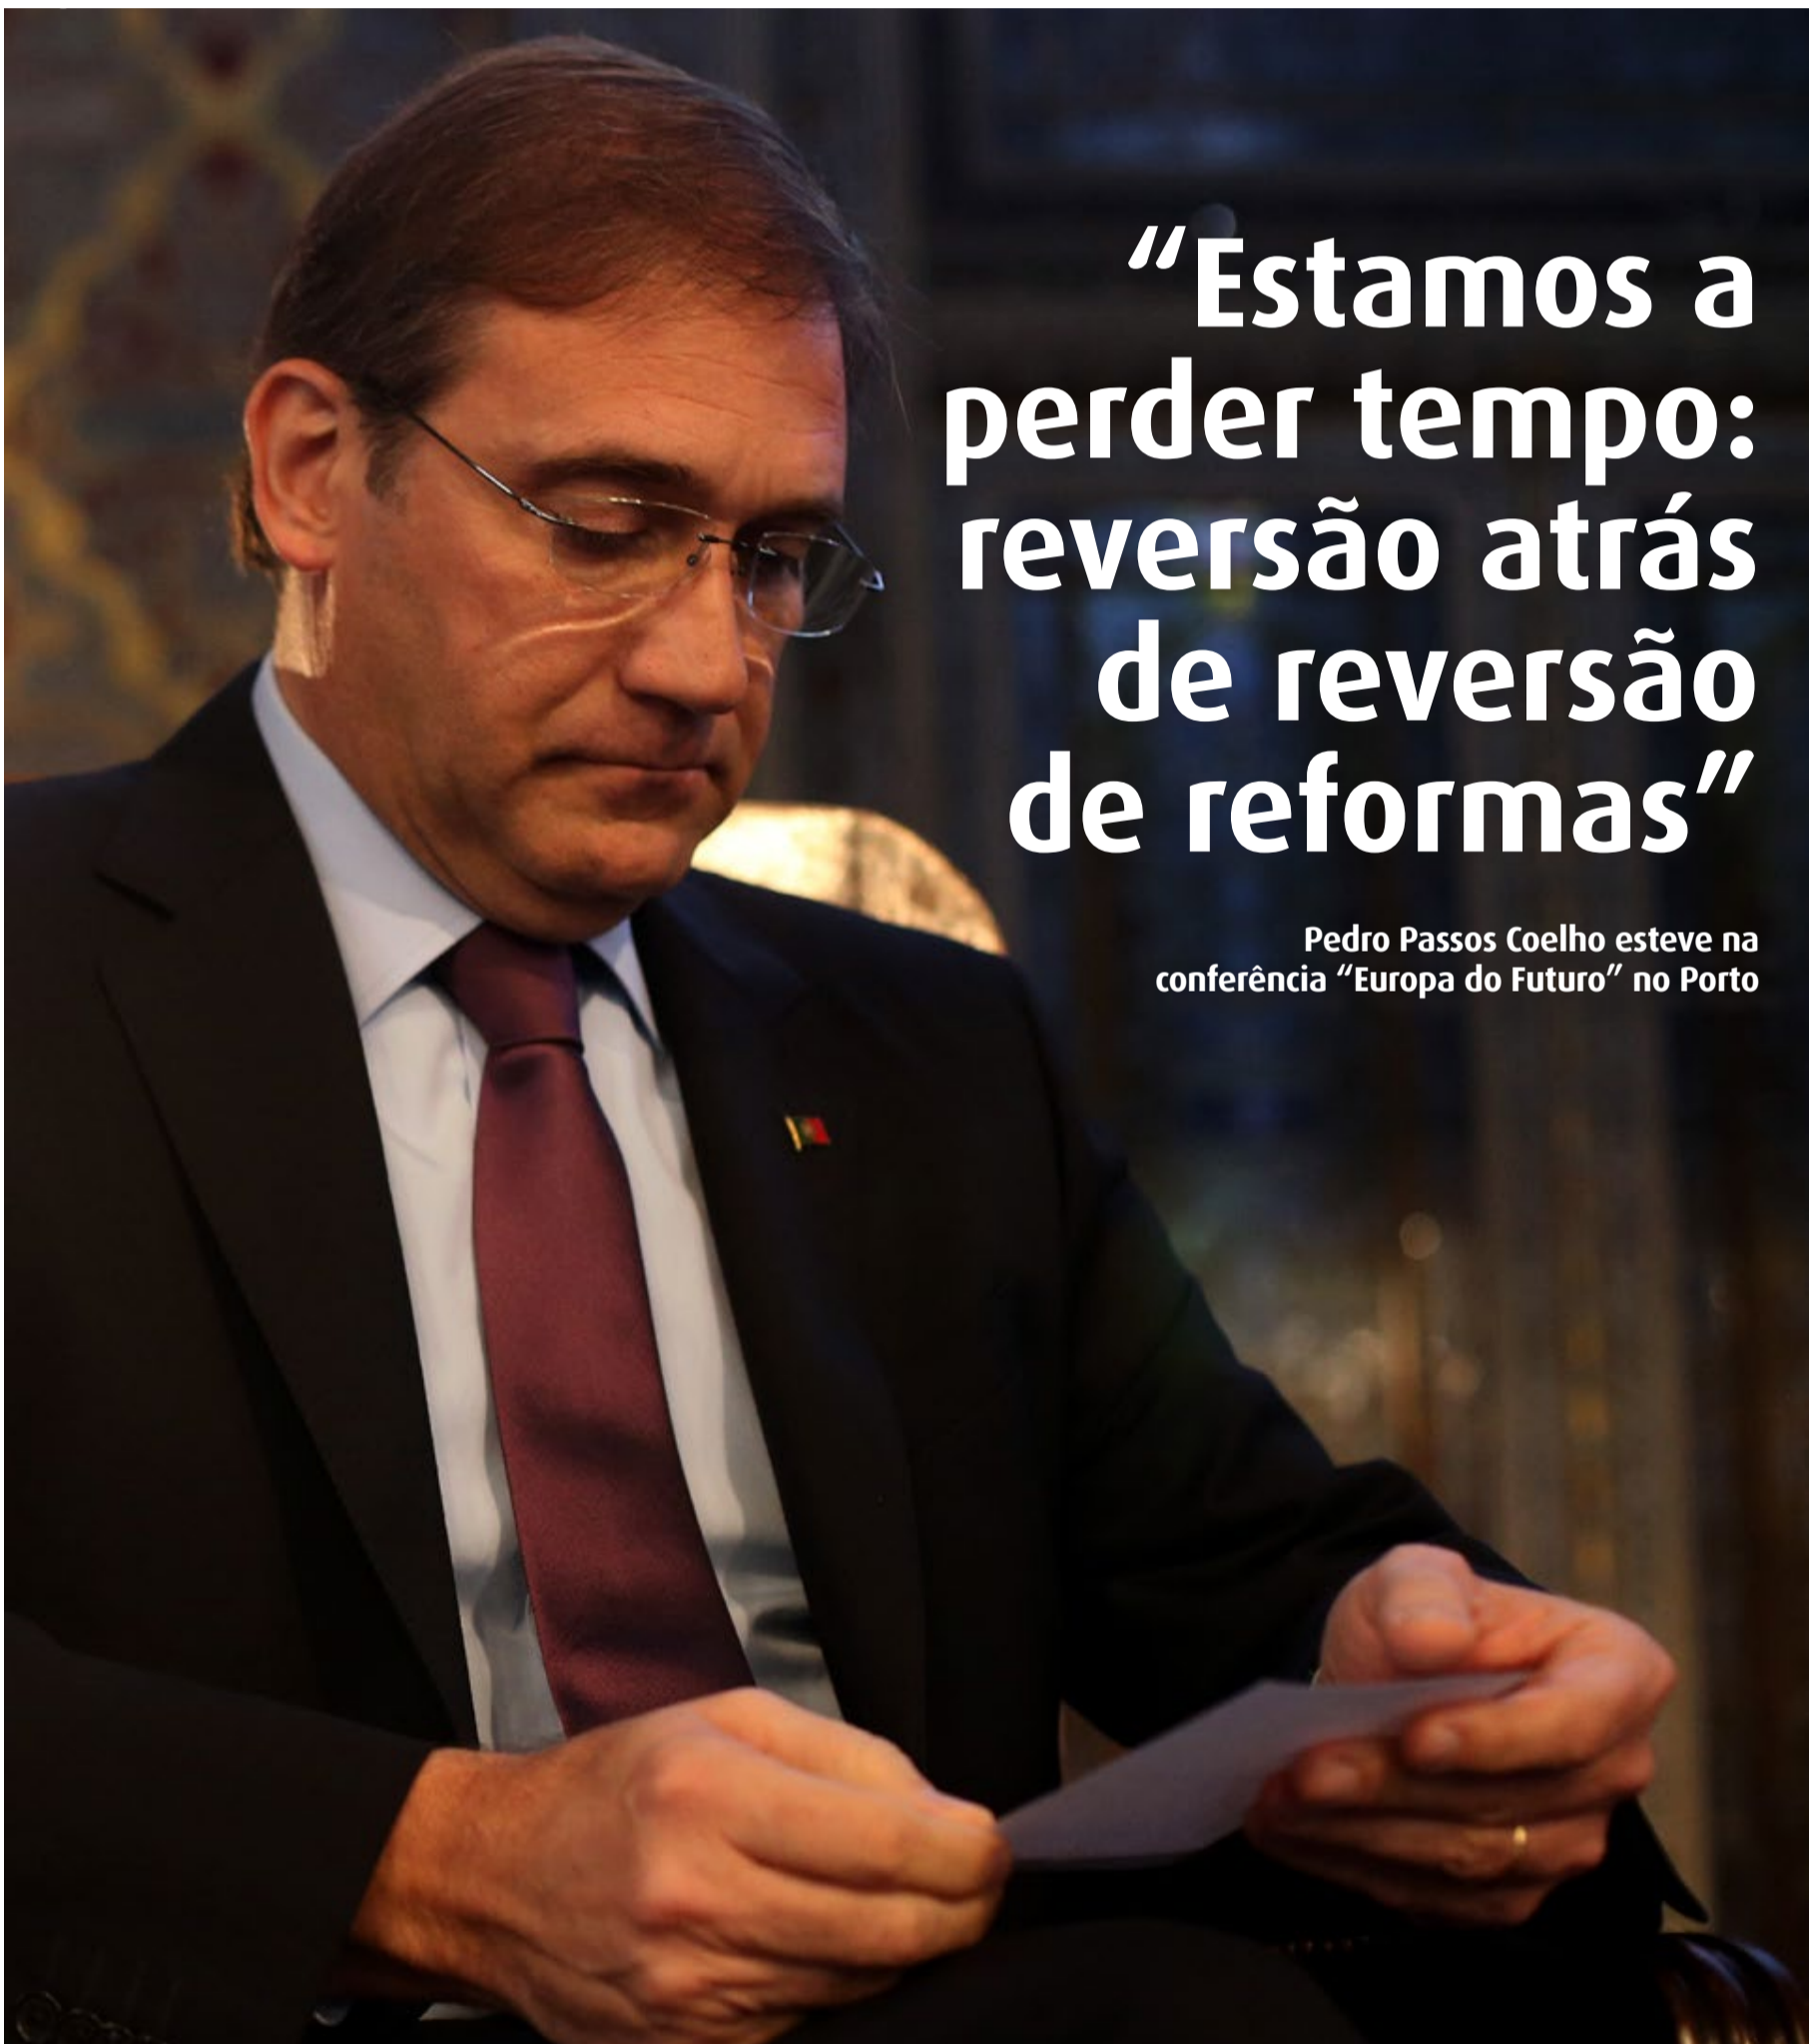 “Estamos a
perder tempo:
reversão atrás
de reversão
de reformas”
Pedro Passos Coelho esteve na
conferência “Europa do Futuro” no Porto